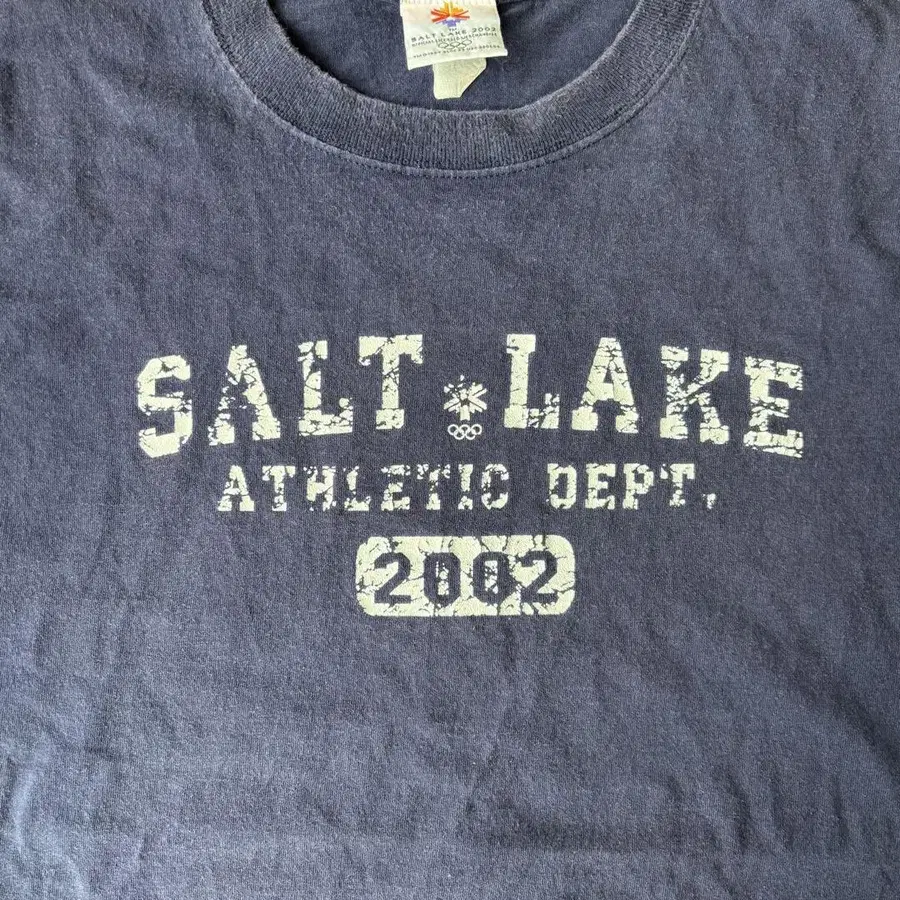 SALT LAKE 2002
SALT LAKE
ATHLETIC DEPT.
2002